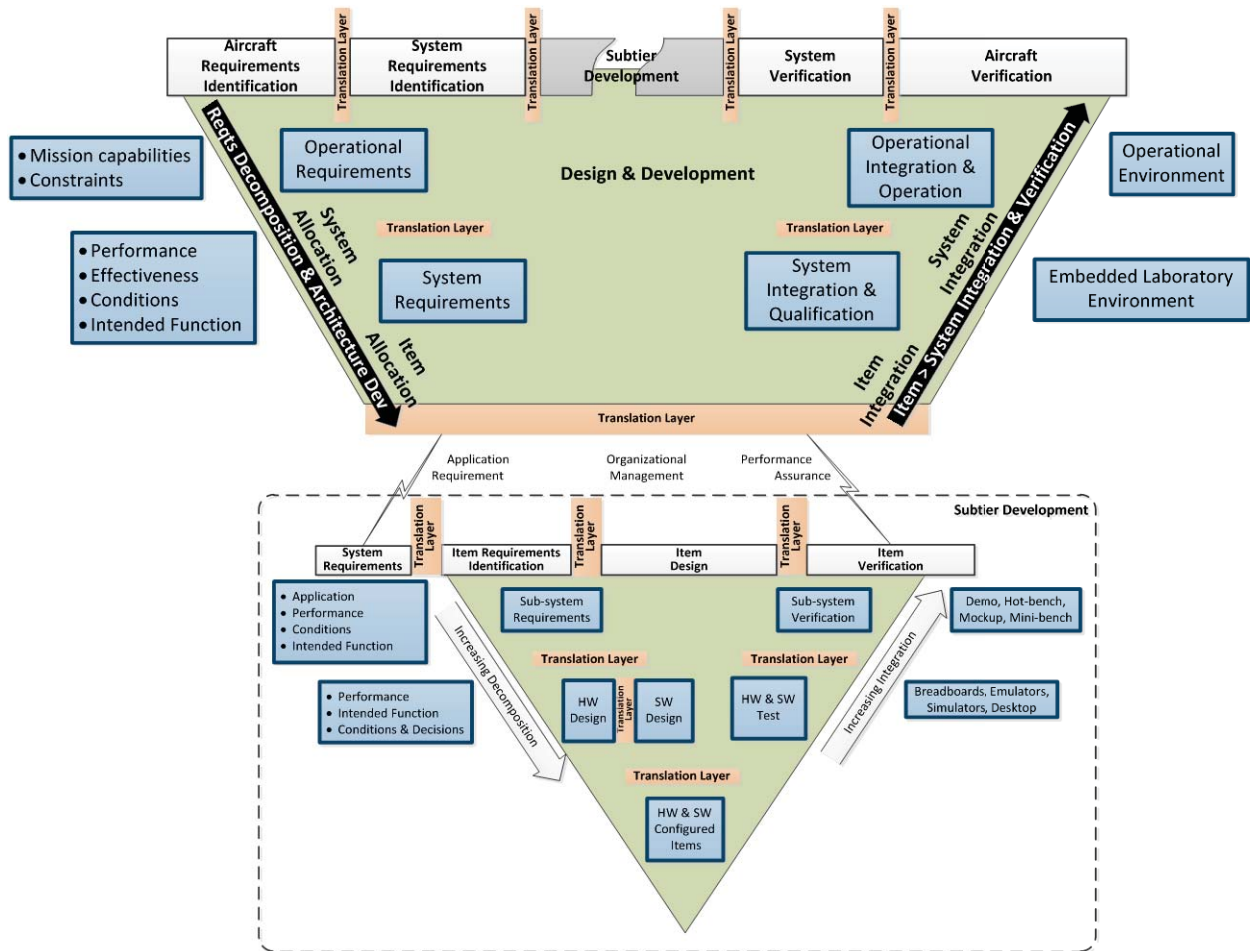 Translation Layer
Translation Layer
Translation Layer
Translation Layer
Aircraft
Requirements
Identification
System
Requirements
Identification
Subtier
Development
System
Verification
Aircraft
Verification
• Mission capabilities
• Constraints
Operational
Requirements
Design & Development
Operational
Integration &
Operation
Operational
Environment
Reqts Decomposition & Architecture Dev
System
Allocation
Translation Layer
Translation Layer
System
Integration
Item > System Integration & Verification
• Performance
• Effectiveness
• Conditions
• Intended Function
System
Requirements
System
Integration &
Qualification
Embedded Laboratory
Environment
Item
Allocation
Item
Integration
Translation Layer
Application
Requirement
Organizational
Management
Performance
Assurance
Subtier Development
Translation
Layer
Translation
Layer
Translation
Layer
System
Requirements
Item Requirements
Identification
Item
Design
Item
Verification
• Application
• Performance
• Conditions
• Intended Function
Sub-system
Requirements
Sub-system
Verification
Demo, Hot-bench,
Mockup, Mini-bench
Increasing Decomposition
Translation Layer
Translation Layer
Increasing Integration
• Performance
• Intended Function
• Conditions & Decisions
HW
Design
Translation
Layer
SW
Design
HW & SW
Test
Breadboards, Emulators,
Simulators, Desktop
Translation Layer
HW & SW
Configured
Items